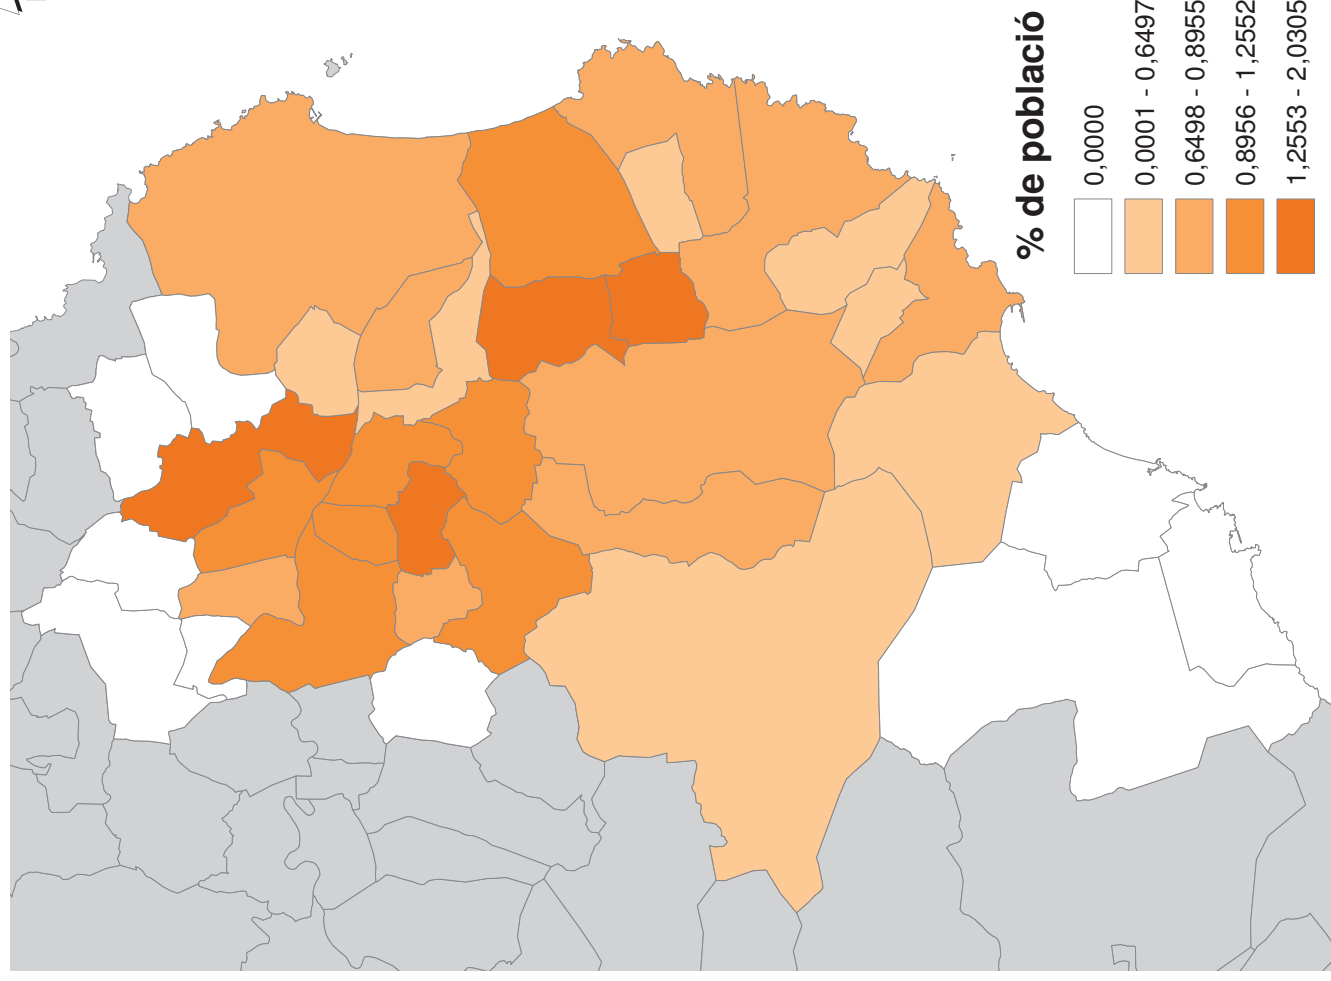 % de població
0,0000
0,0001 - 0,6497
0,6498 - 0,8955
0,8956 - 1,2552
1,2553 - 2,0305